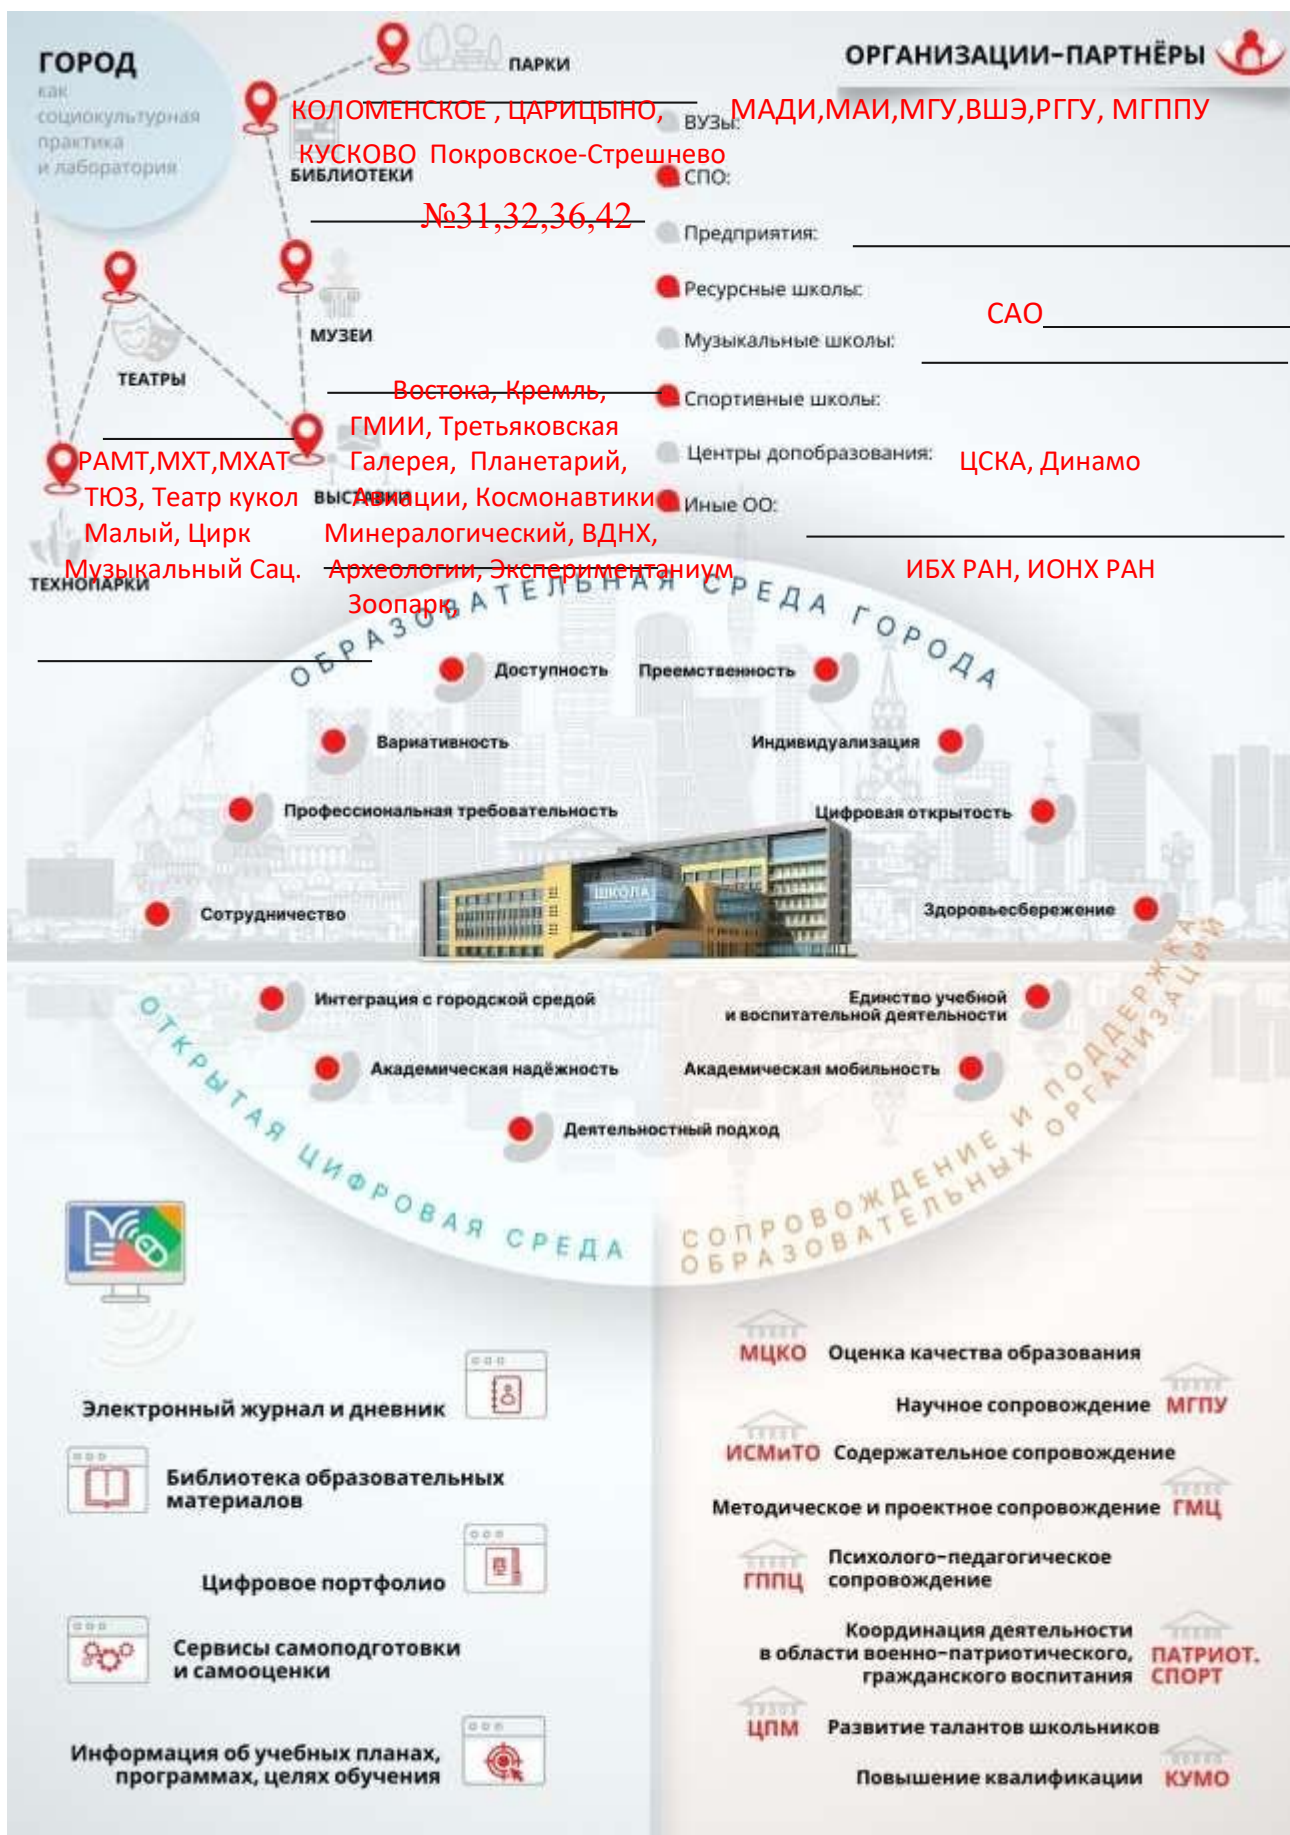 ГОРОД
как
социокультурная
практика
и лаборатория
ПАРКИ
КОЛОМЕНСКОЕ , ЦАРИЦЫНО,
КУСКОВО Покровское-Стрешнево
БИБЛИОТЕКИ
№31,32,36,42
МУЗЕИ
Востока, Кремль,
ГМИИ, Третьяковская
Галерея, Планетарий,
Авиации, Космонавтики
Минералогический, ВДНХ,
Археологии, Экспериментаниум
Зоопарк,
ВЫСТАВКИ
ТЕАТРЫ
РАМТ,МХТ,МХАТ
ТЮЗ, Театр кукол
Малый, Цирк
Музыкальный Сац.
ТЕХНОПАРКИ
ОРГАНИЗАЦИИ-ПАРТНЁРЫ
ВУЗы:
МАДИ,МАИ,МГУ,ВШЭ,РГГУ, МГППУ
СПО:
Предприятия:
Ресурсные школы:
САО
Музыкальные школы:
Спортивные школы:
Центры допобразования:
ЦСКА, Динамо
Иные ОО:
ИБХ РАН, ИОНХ РАН
ОБРАЗОВАТЕЛЬНАЯ СРЕДА ГОРОДА
Доступность
Преемственность
Вариативность
Индивидуализация
Профессиональная требовательность
Цифровая открытость
ШКОЛА
Сотрудничество
Здоровьесбережение
Интеграция с городской средой
Единство учебной
и воспитательной деятельности
Академическая надёжность
Академическая мобильность
Деятельностный подход
ОТКРЫТАЯ ЦИФРОВАЯ СРЕДА
СОПРОВОЖДЕНИЕ И ПОДДЕРЖКА
ОБРАЗОВАТЕЛЬНЫХ ОРГАНИЗАЦИЙ
Электронный журнал и дневник
Библиотека образовательных
материалов
Цифровое портфолио
Сервисы самоподготовки
и самооценки
Информация об учебных планах,
программах, целях обучения
МЦКО Оценка качества образования
Научное сопровождение МГПУ
ИСМиТО Содержательное сопровождение
Методическое и проектное сопровождение ГМЦ
ГППЦ Психолого-педагогическое
сопровождение
Координация деятельности
в области военно-патриотического,
гражданского воспитания
ПАТРИОТ.
СПОРТ
ЦПМ Развитие талантов школьников
Повышение квалификации КУМО